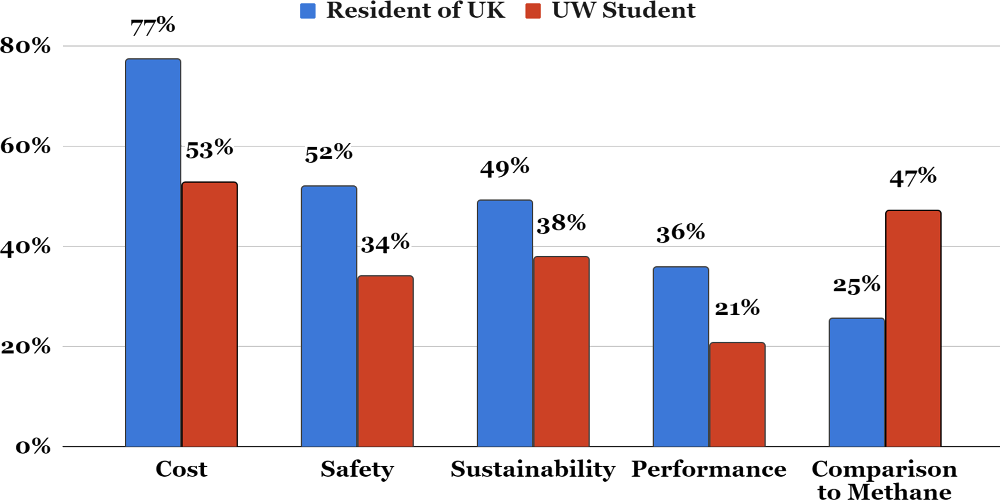 Resident of UK
UW Student
80%
60%
40%
20%
0%
77%
53%
52%
34%
49%
38%
36%
21%
25%
47%
Cost
Safety
Sustainability
Performance
Comparison
to Methane